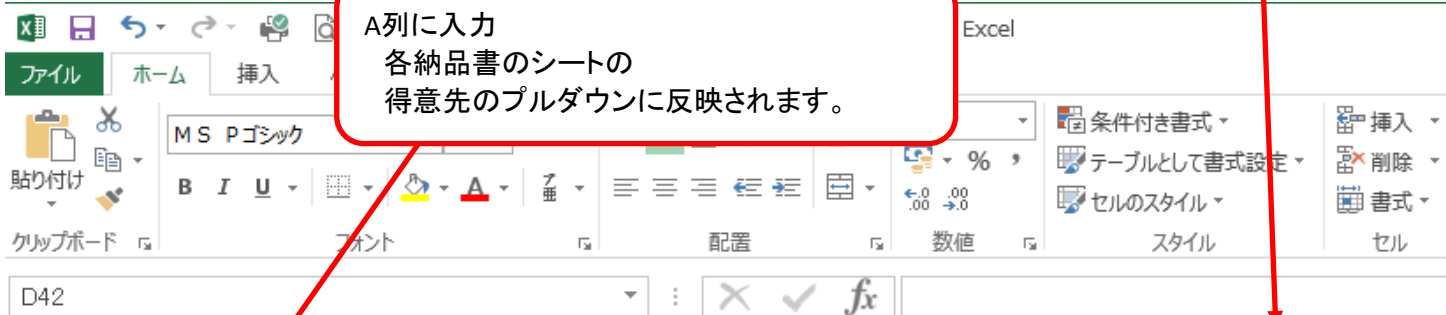 A列に入力
各納品書のシートの
得意先のプルダウンに反映されます。
Excel
ファイル ホーム 挿入
貼り付け
MS Pゴシック
B I U A 亜
% ,
条件付き書式
テーブルとして書式設定
セルのスタイル
挿入
削除
書式
クリップボード フォント 配置 数値 スタイル セル
D42 fx